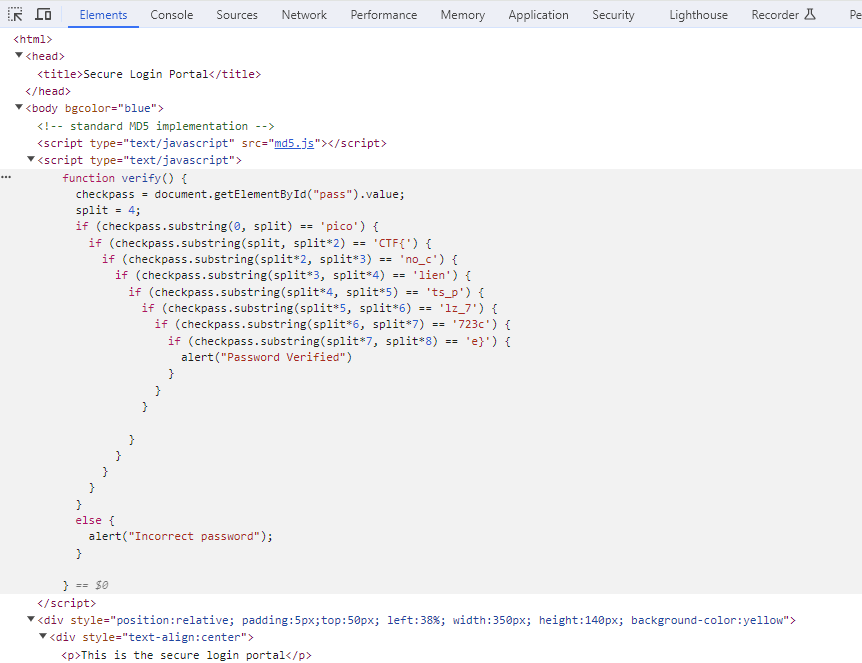 Elements Console Sources Network Performance Memory Application Security Lighthouse Recorder Pe
<html>
<head>
<title>Secure Login Portal</title>
</head>
<body bgcolor="blue">
<!-- standard MD5 implementation -->
<script type="text/javascript" src="md5.js"></script>
<script type="text/javascript">
function verify() {
checkpass = document.getElementById("pass").value;
split = 4;
if (checkpass.substring(0, split) == 'pico') {
if (checkpass.substring(split, split*2) == 'CTF{') {
if (checkpass.substring(split*2, split*3) == 'no_c') {
if (checkpass.substring(split*3, split*4) == 'lien') {
if (checkpass.substring(split*4, split*5) == 'ts_p') {
if (checkpass.substring(split*5, split*6) == 'lz_7') {
if (checkpass.substring(split*6, split*7) == '723c') {
if (checkpass.substring(split*7, split*8) == 'e}') {
alert("Password Verified")
}
}
}
}
}
}
}
}
else {
alert("Incorrect password");
}
} == $0
</script>
<div style="position:relative; padding:5px;top:50px; left:38%; width:350px; height:140px; background-color:yellow">
<div style="text-align:center">
<p>This is the secure login portal</p>